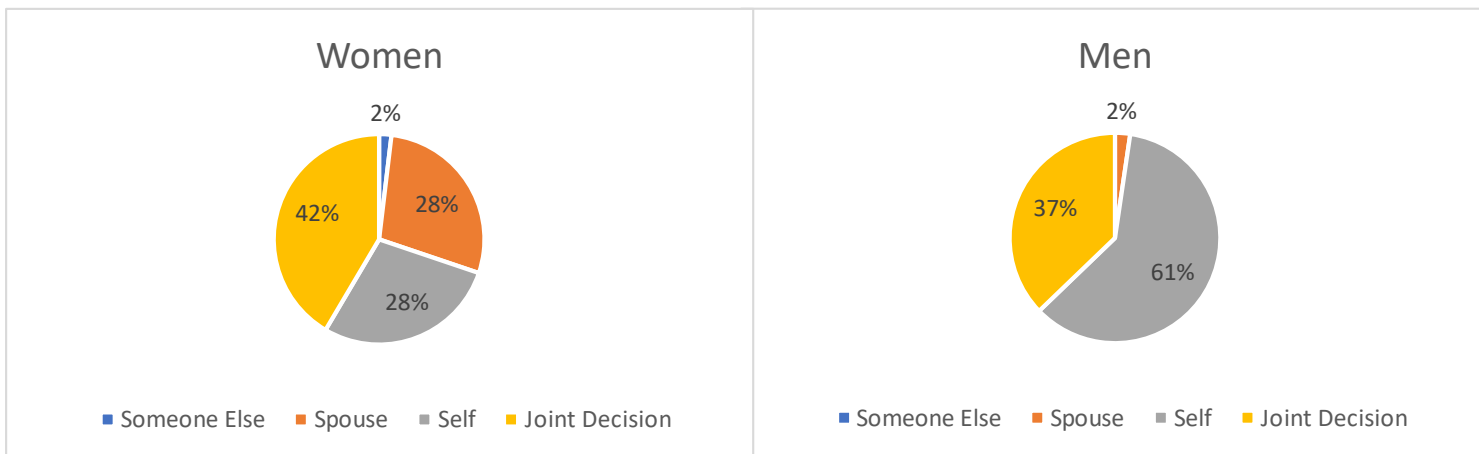 Women
2%
28%
42%
28%
Someone Else Spouse Self Joint Decision
Men
2%
37%
61%
Someone Else Spouse Self Joint Decision